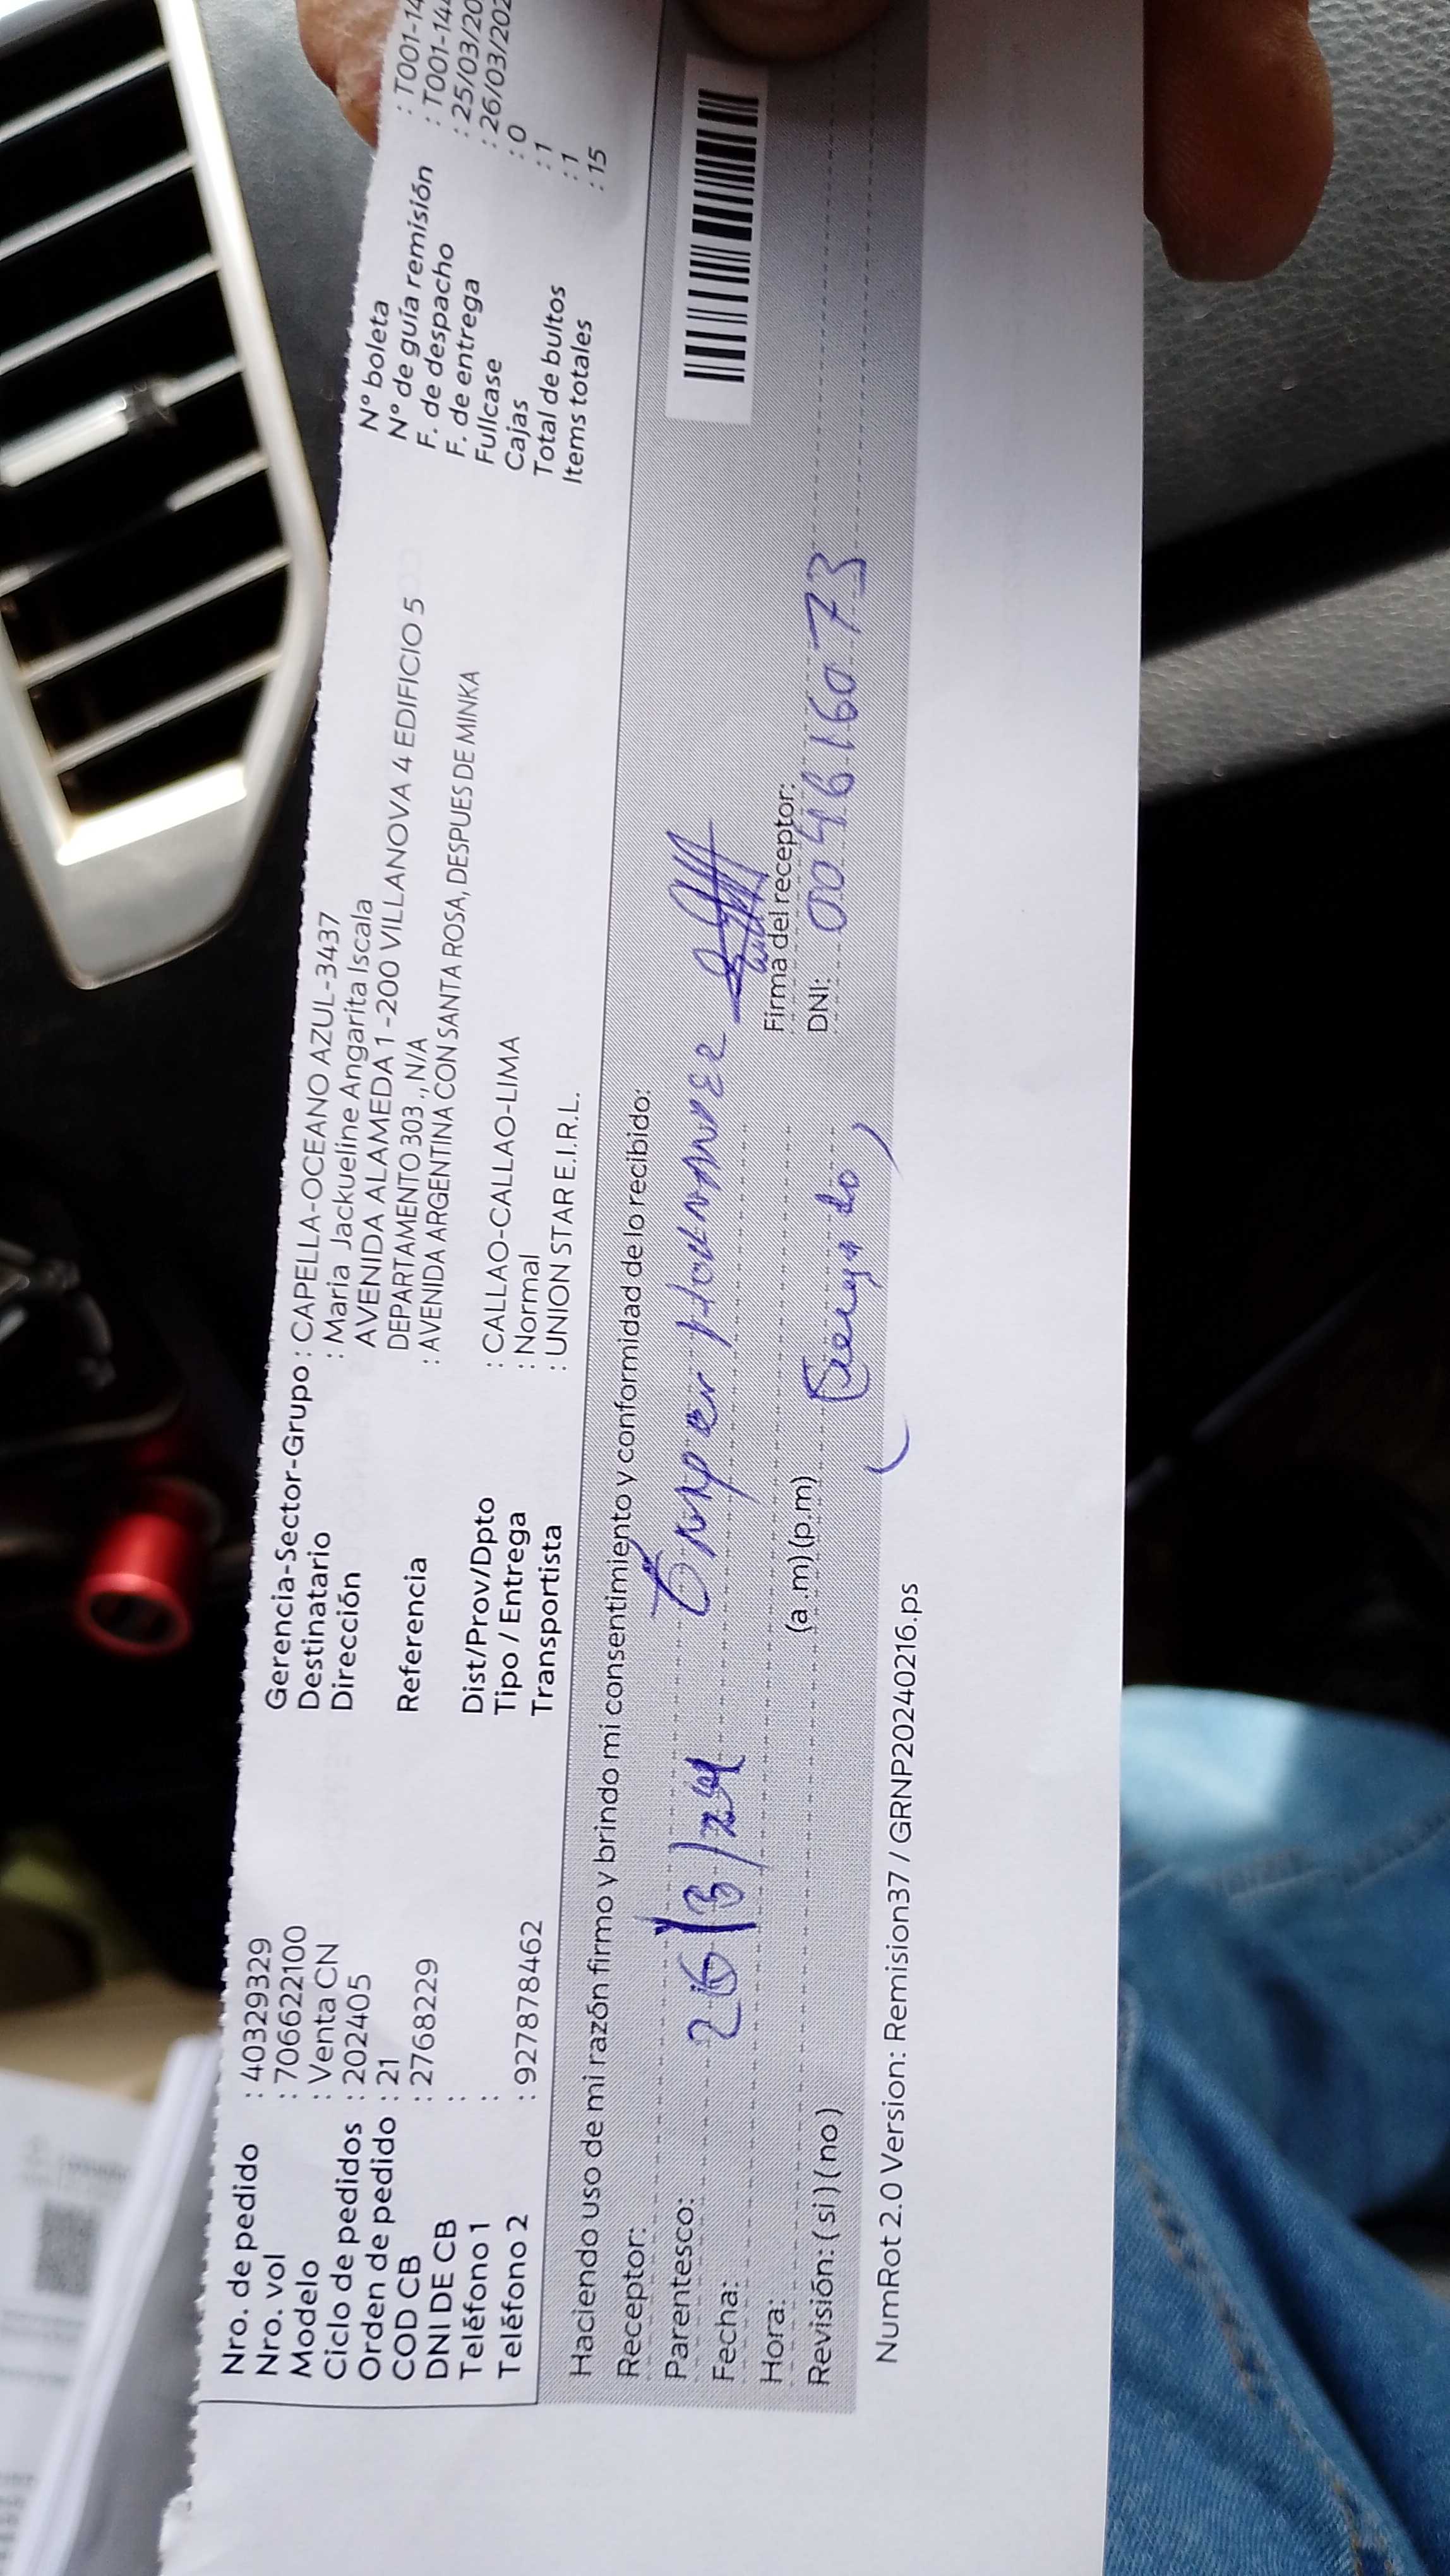 Nro. de pedido : 40329329
Nro. vol : 706622100
Modelo : Venta CN
Ciclo de pedidos : 202405
Orden de pedido : 21
COD CB : 2768229
DNI DE CB :
Teléfono 1 :
Teléfono 2 : 927878462
Gerencia-Sector-Grupo : CAPELLA-OCEANO AZUL-3437
Destinatario : Maria Jackueline Angarita Iscala
Dirección AVENIDA ALAMEDA 1 -200 VILLANOVA 4 EDIFICIO 5
DEPARTAMENTO 303 ., N/A
Referencia : AVENIDA ARGENTINA CON SANTA ROSA, DESPUES DE MINKA
Dist/Prov/Dpto : CALLAO-CALLAO-LIMA
Tipo / Entrega : Normal
Transportista : UNION STAR E.I.R.L.
N° boleta : T001-14
N° de guía remisión : T001-14
F. de despacho : 25/03/20
F. de entrega : 26/03/202
Fullcase : 0
Cajas : 1
Total de bultos : 1
Items totales : 15
Haciendo uso de mi razón firmo y brindo mi consentimiento y conformidad de lo recibido:
Receptor:
Parentesco:
Fecha: 26/3/24
Hora: (a.m)(p.m)
Revisión: ( si ) ( no )
Firma del receptor:
DNI: 004616073
NumRot 2.0 Version: Remision37 / GRNP20240216.ps